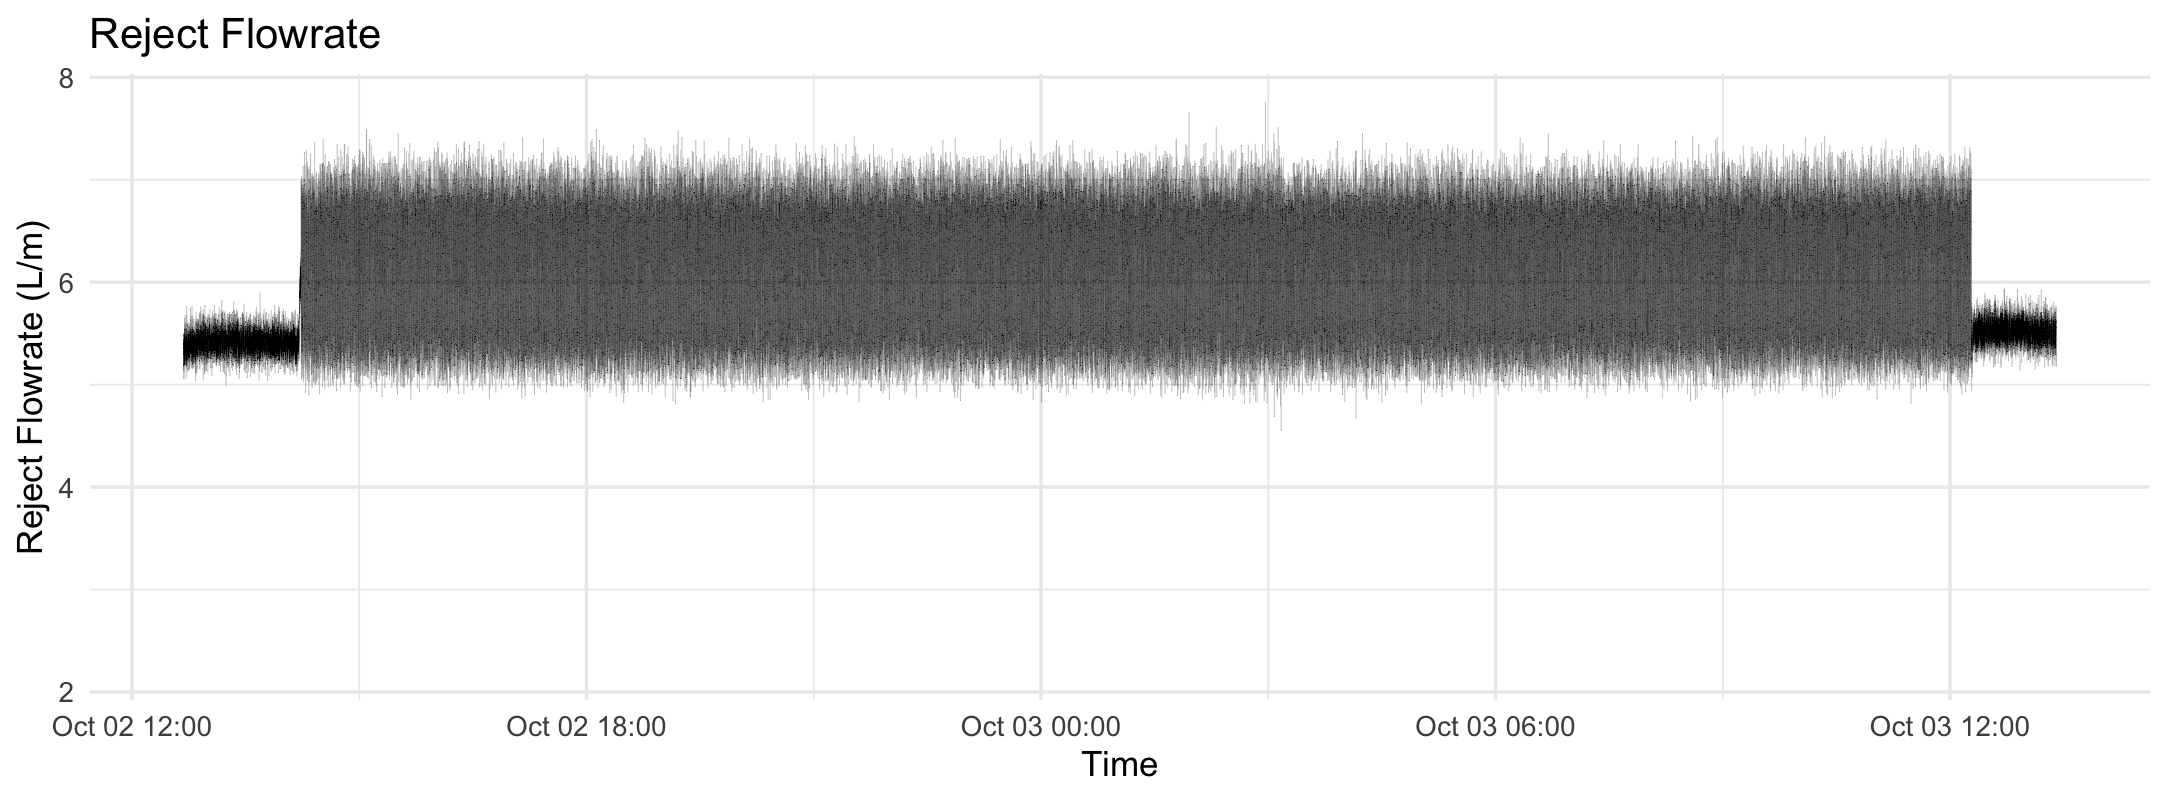 Reject Flowrate
Reject Flowrate (L/m)
8
6
4
2
Oct 02 12:00
Oct 02 18:00
Oct 03 00:00
Oct 03 06:00
Oct 03 12:00
Time